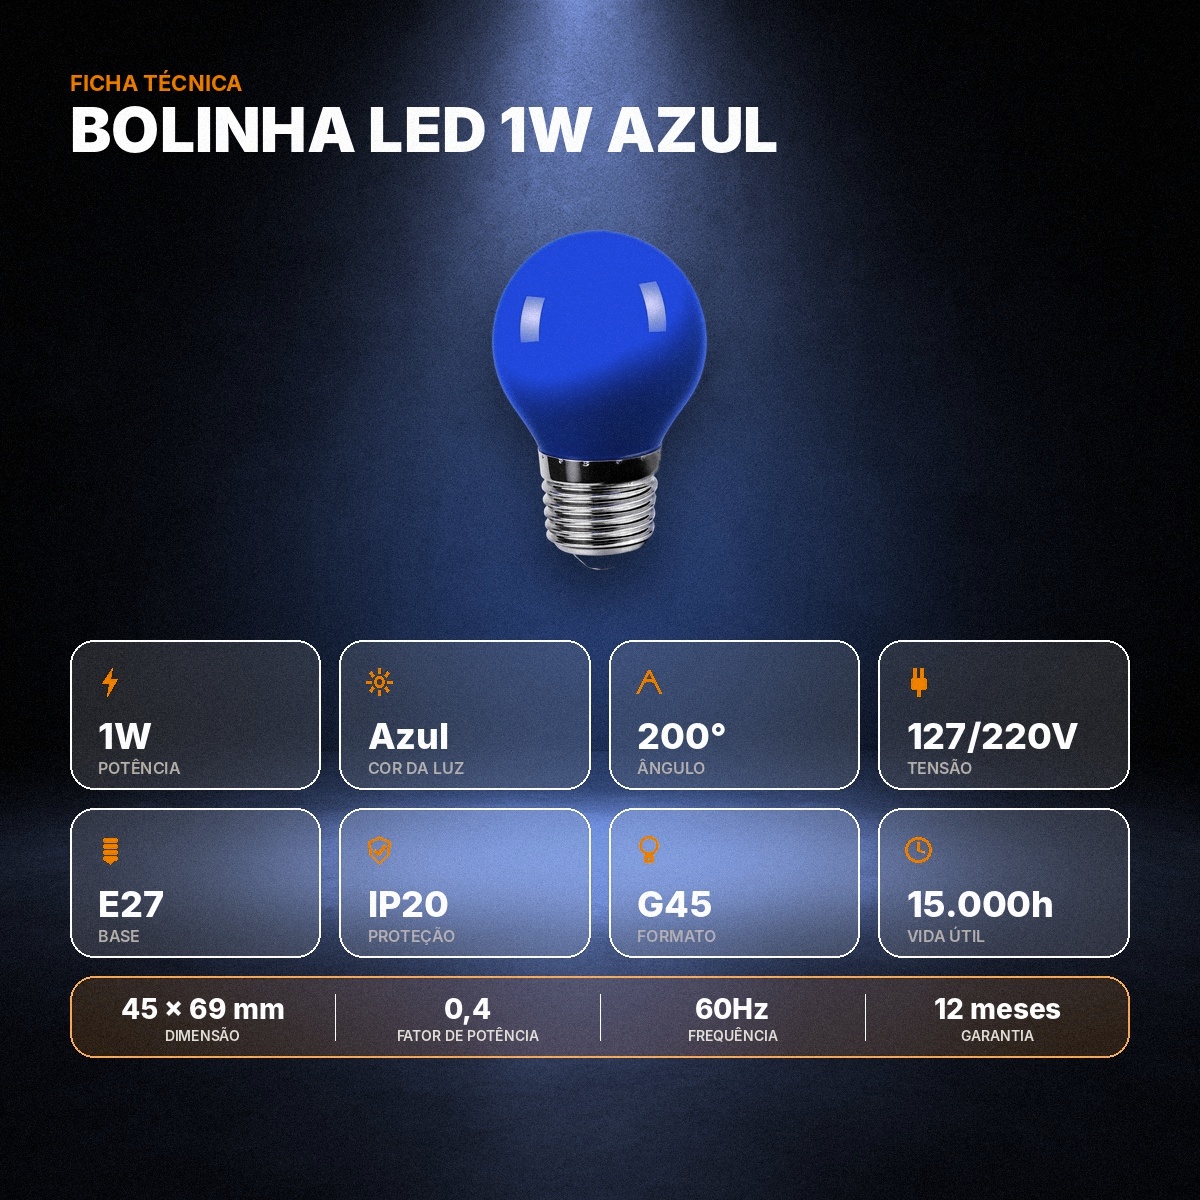 FICHA TÉCNICA
BOLINHA LED 1W AZUL
1W
POTÊNCIA
Azul
COR DA LUZ
200°
ÂNGULO
127/220V
TENSÃO
E27
BASE
IP20
PROTEÇÃO
G45
FORMATO
15.000h
VIDA ÚTIL
45 × 69 mm
DIMENSÃO
0,4
FATOR DE POTÊNCIA
60Hz
FREQUÊNCIA
12 meses
GARANTIA